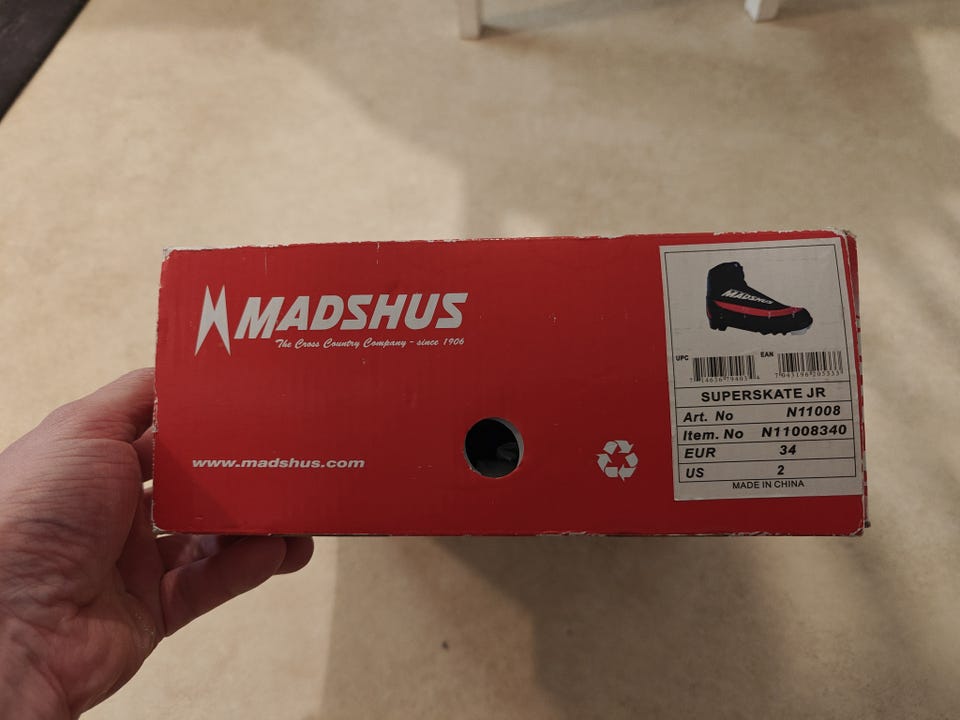 MADSHUS
The Cross Country Company - since 1906
www.madshus.com
MADSHUS
UPC
EAN
SUPERSKATE JR
Art. No N11008
Item. No N11008340
EUR 34
US 2
MADE IN CHINA